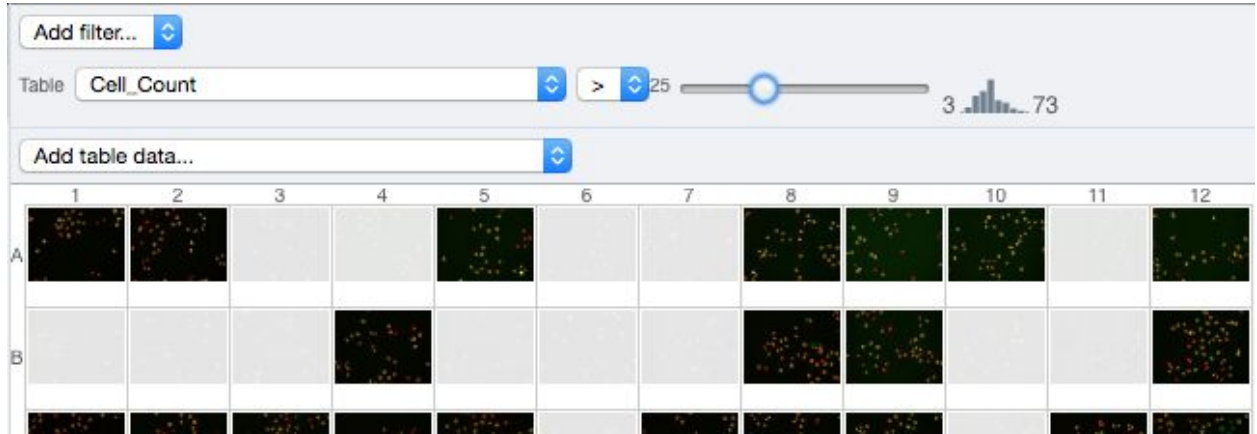 Add filter...
Table Cell_Count > 25 3 73
Add table data...
1 2 3 4 5 6 7 8 9 10 11 12
A
B